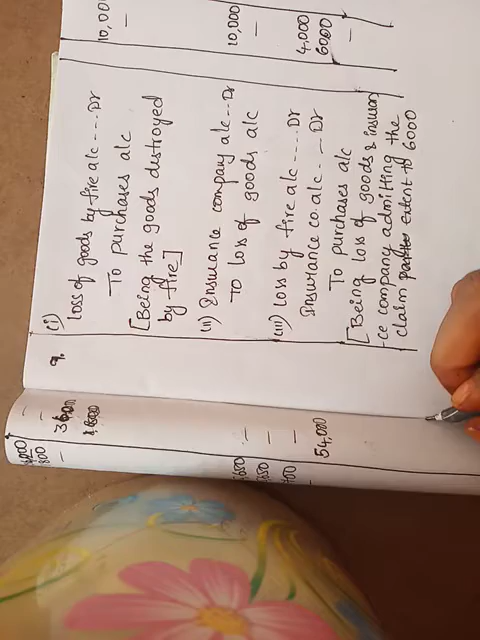 9.
(i) Loss of goods by fire a/c ---- Dr 10,00
To purchases a/c
[Being the goods destroyed
by fire]
(ii) Insurance company a/c -- Dr 10,000
To loss of goods a/c
(iii) Loss by fire a/c ---- Dr 4,000
Insurance co. a/c. -- Dr 6000
To purchases a/c
[Being loss of goods & insuran
-ce company admitting the
claim extent to 6000
54,000